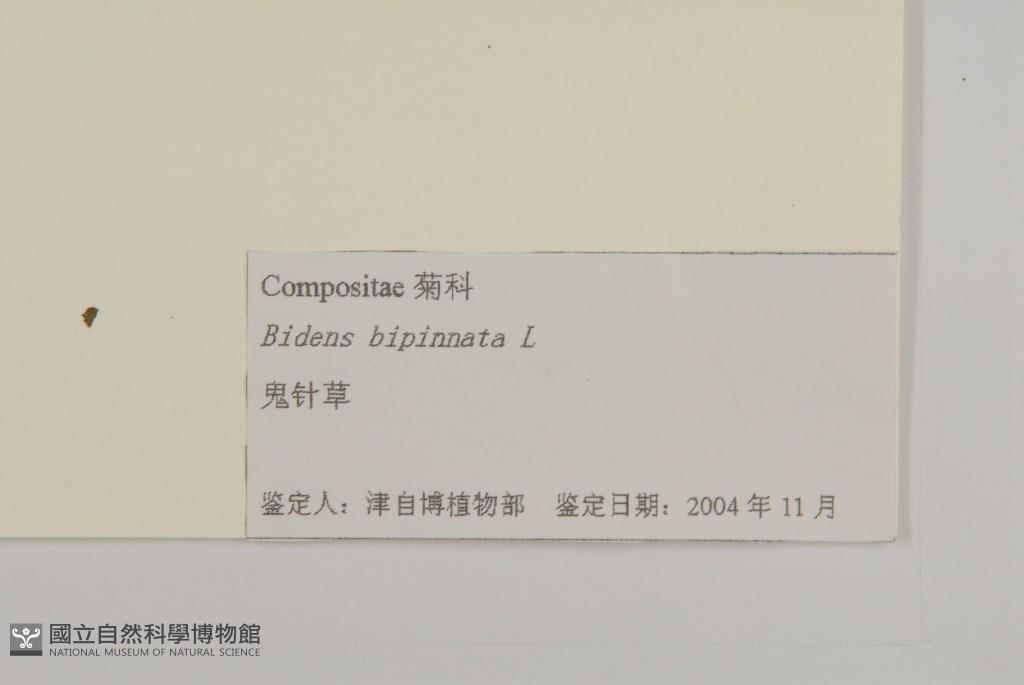 Compositae 菊科
Bidens bipinnata L
鬼针草
鉴定人：津自博植物部 鉴定日期：2004 年 11 月
國立自然科學博物館
NATIONAL MUSEUM OF NATURAL SCIENCE